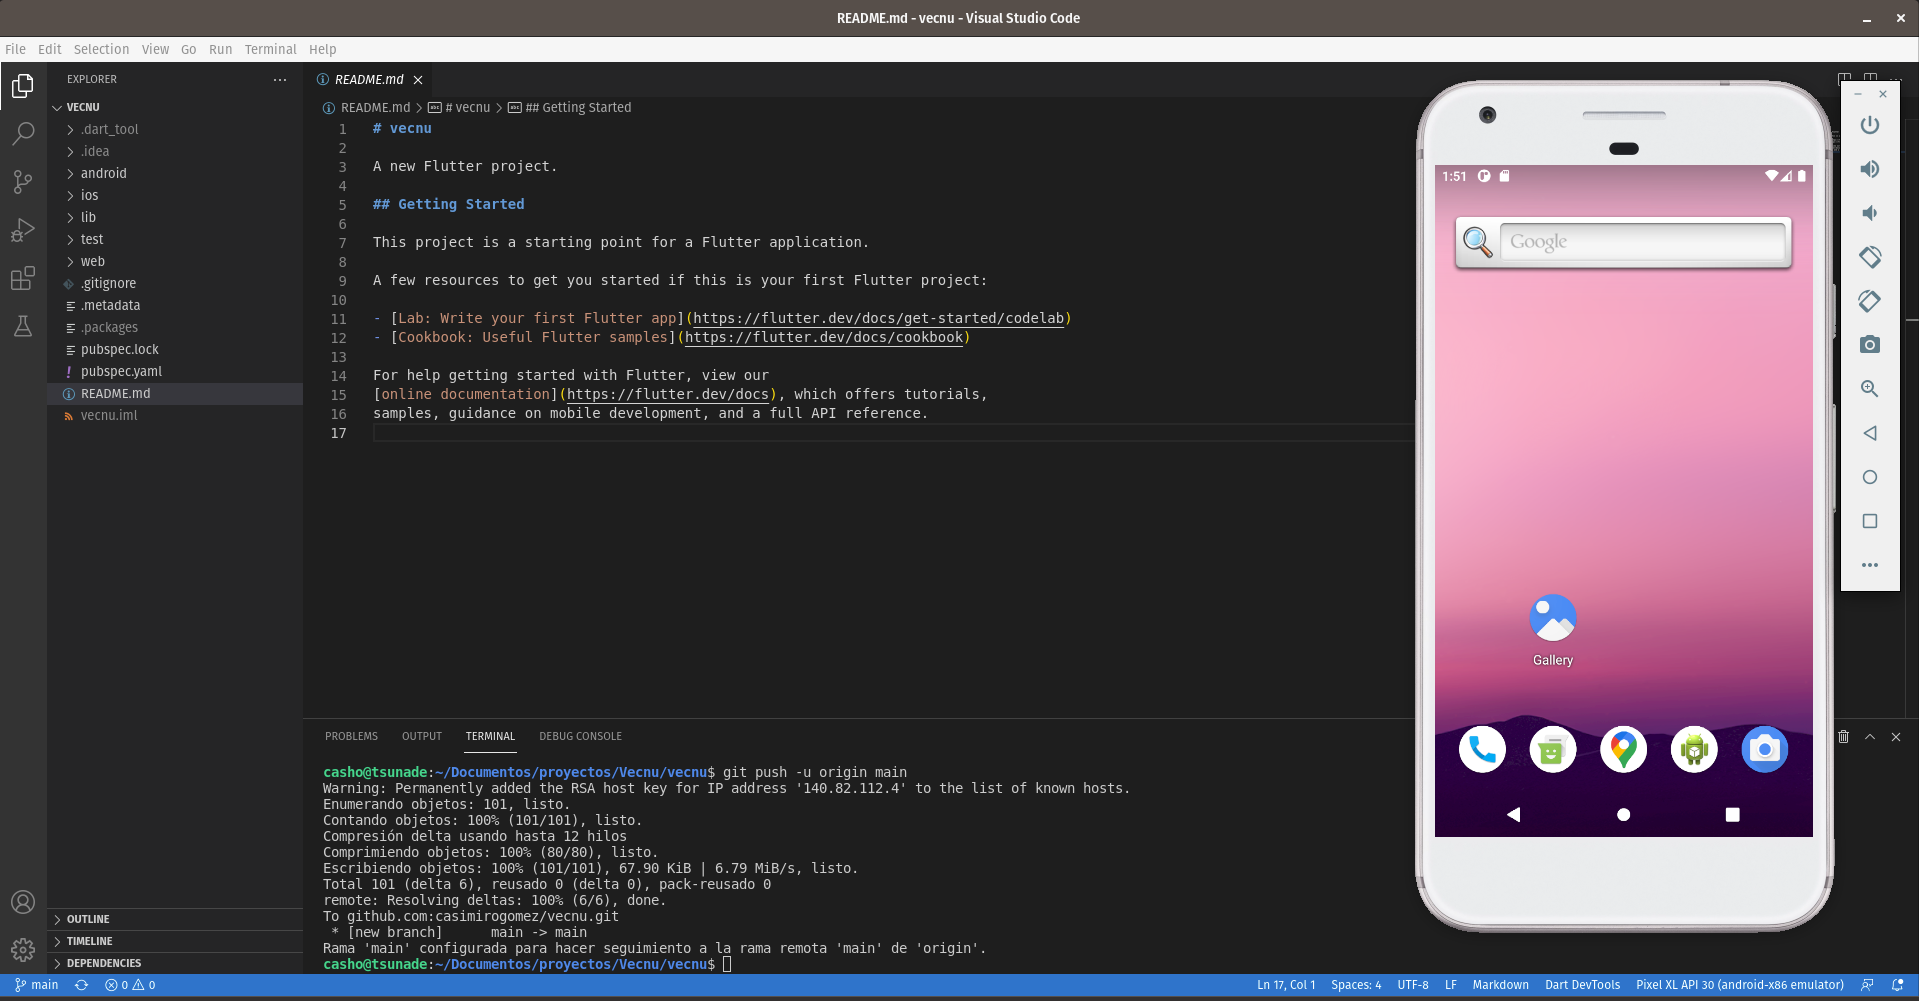 README.md - vecnu - Visual Studio Code
File Edit Selection View Go Run Terminal Help
EXPLORER
VECNU
.dart_tool
.idea
android
ios
lib
test
web
.gitignore
.metadata
.packages
pubspec.lock
pubspec.yaml
README.md
vecnu.iml
OUTLINE
TIMELINE
DEPENDENCIES
README.md
README.md > # vecnu > ## Getting Started
1 # vecnu
2
3 A new Flutter project.
4
5 ## Getting Started
6
7 This project is a starting point for a Flutter application.
8
9 A few resources to get you started if this is your first Flutter project:
10
11 - [Lab: Write your first Flutter app](https://flutter.dev/docs/get-started/codelab)
12 - [Cookbook: Useful Flutter samples](https://flutter.dev/docs/cookbook)
13
14 For help getting started with Flutter, view our
15 [online documentation](https://flutter.dev/docs), which offers tutorials,
16 samples, guidance on mobile development, and a full API reference.
17
PROBLEMS OUTPUT TERMINAL DEBUG CONSOLE
casho@tsunade:~/Documentos/proyectos/Vecnu/vecnu$ git push -u origin main
Warning: Permanently added the RSA host key for IP address '140.82.112.4' to the list of known hosts.
Enumerando objetos: 101, listo.
Contando objetos: 100% (101/101), listo.
Compresión delta usando hasta 12 hilos
Comprimiendo objetos: 100% (80/80), listo.
Escribiendo objetos: 100% (101/101), 67.90 KiB | 6.79 MiB/s, listo.
Total 101 (delta 6), reusado 0 (delta 0), pack-reusado 0
remote: Resolving deltas: 100% (6/6), done.
To github.com:casimirogomez/vecnu.git
 * [new branch]      main -> main
Rama 'main' configurada para hacer seguimiento a la rama remota 'main' de 'origin'.
casho@tsunade:~/Documentos/proyectos/Vecnu/vecnu$
1:51
Google
Gallery
main 0 0 Ln 17, Col 1 Spaces: 4 UTF-8 LF Markdown Dart DevTools Pixel XL API 30 (android-x86 emulator)